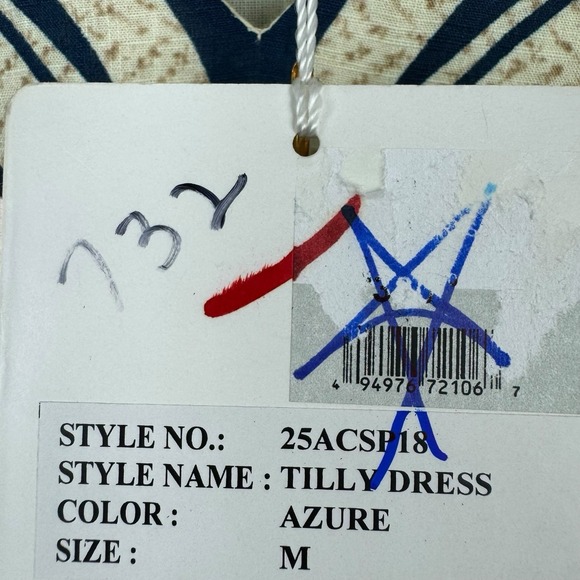 732
4 94976 72106 7
STYLE NO.: 25ACSP18
STYLE NAME : TILLY DRESS
COLOR : AZURE
SIZE : M